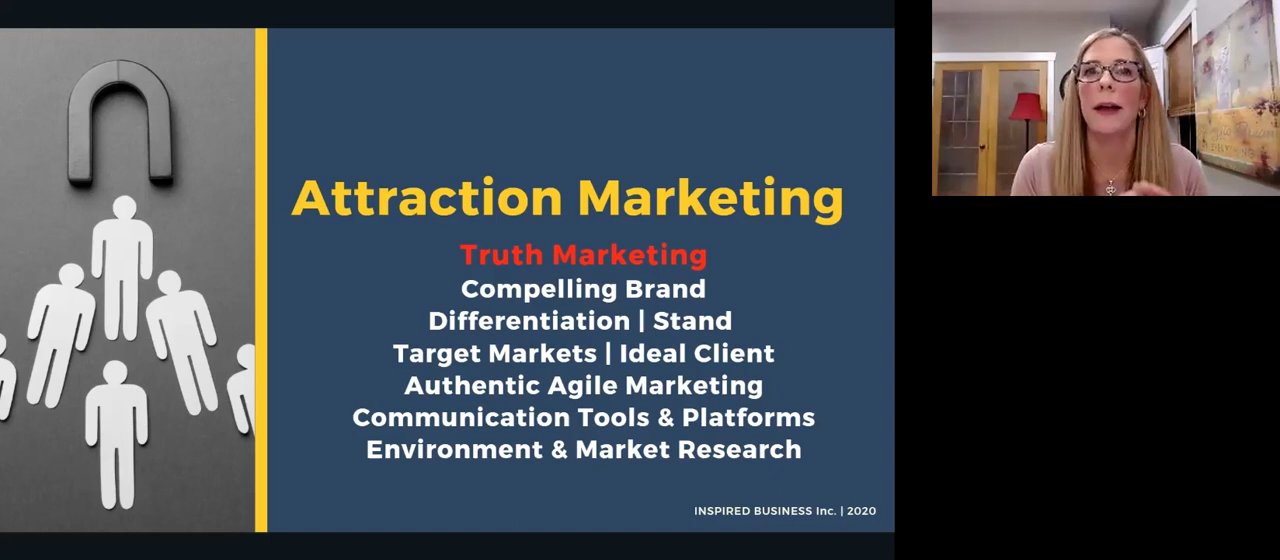 Attraction Marketing
Truth Marketing
Compelling Brand
Differentiation | Stand
Target Markets | Ideal Client
Authentic Agile Marketing
Communication Tools & Platforms
Environment & Market Research
INSPIRED BUSINESS Inc. | 2020